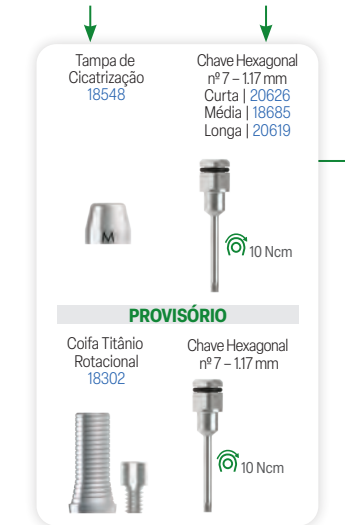 Tampa de
Cicatrização
18548
Chave Hexagonal
nº 7 – 1.17 mm
Curta | 20626
Média | 18685
Longa | 20619
M
10 Ncm
PROVISÓRIO
Coifa Titânio
Rotacional
18302
Chave Hexagonal
nº 7 – 1.17 mm
10 Ncm